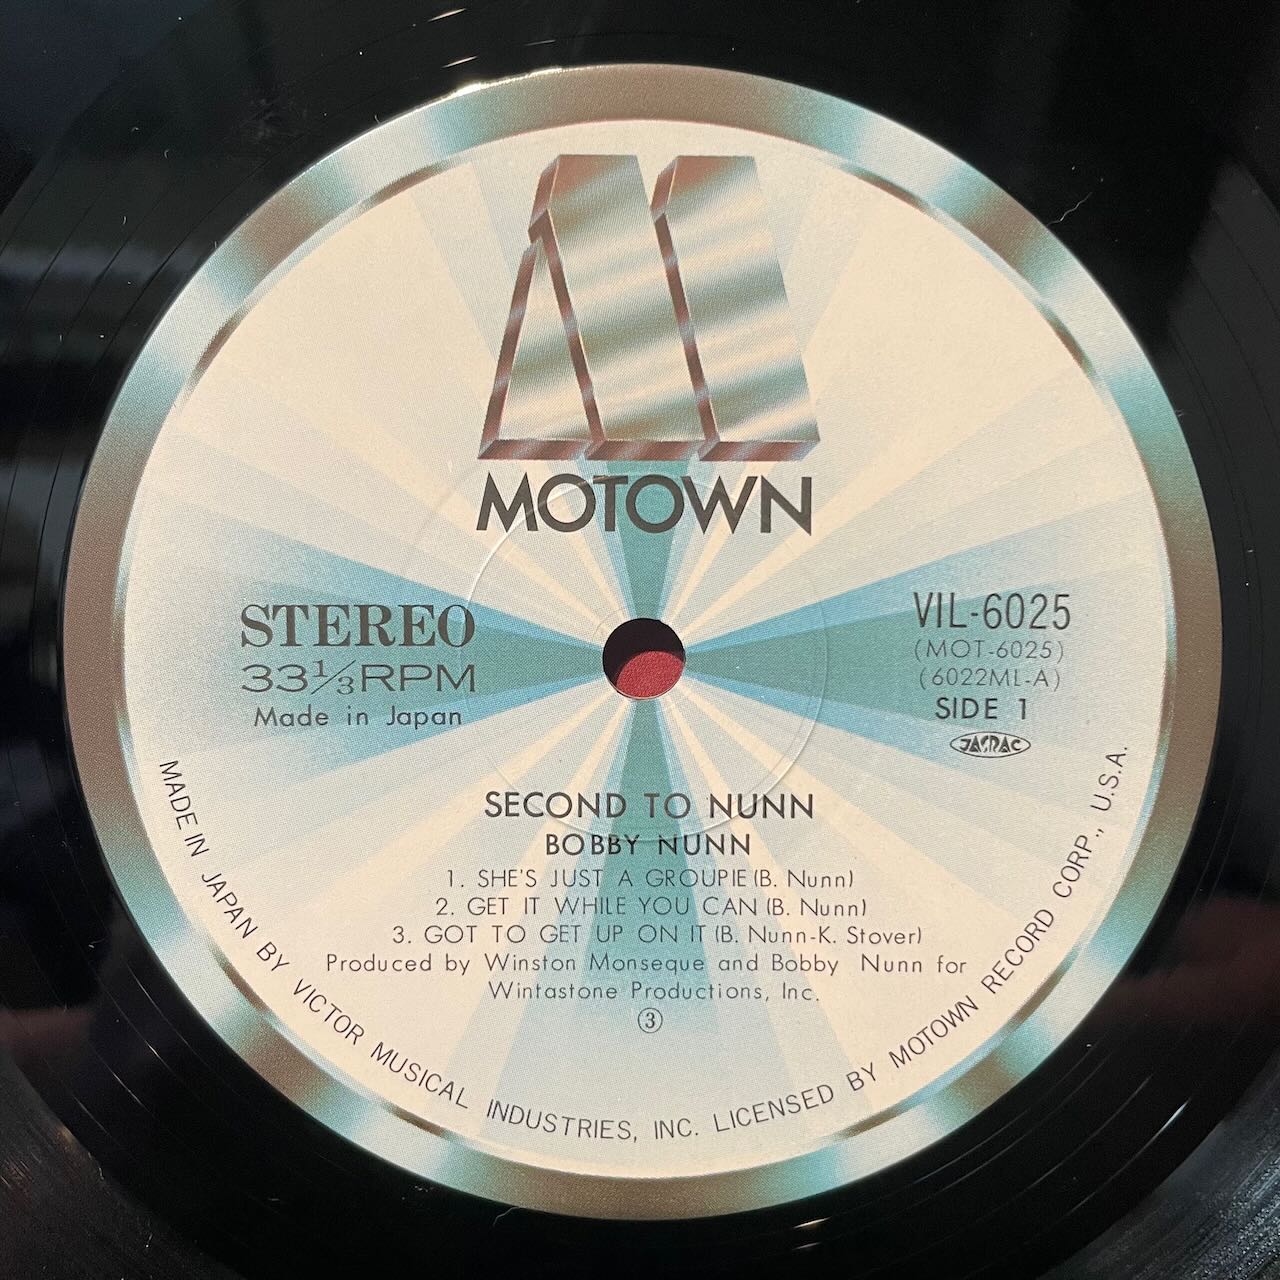 MOTOWN
STEREO
33⅓RPM
Made in Japan
VIL-6025
(MOT-6025)
(6022ML-A)
SIDE 1
JASRAC
SECOND TO NUNN
BOBBY NUNN
1. SHE'S JUST A GROUPIE (B. Nunn)
2. GET IT WHILE YOU CAN (B. Nunn)
3. GOT TO GET UP ON IT (B. Nunn-K. Stover)
Produced by Winston Monseque and Bobby Nunn for
Wintastone Productions, Inc.
③
MADE IN JAPAN BY VICTOR MUSICAL INDUSTRIES, INC. LICENSED BY MOTOWN RECORD CORP., U.S.A.